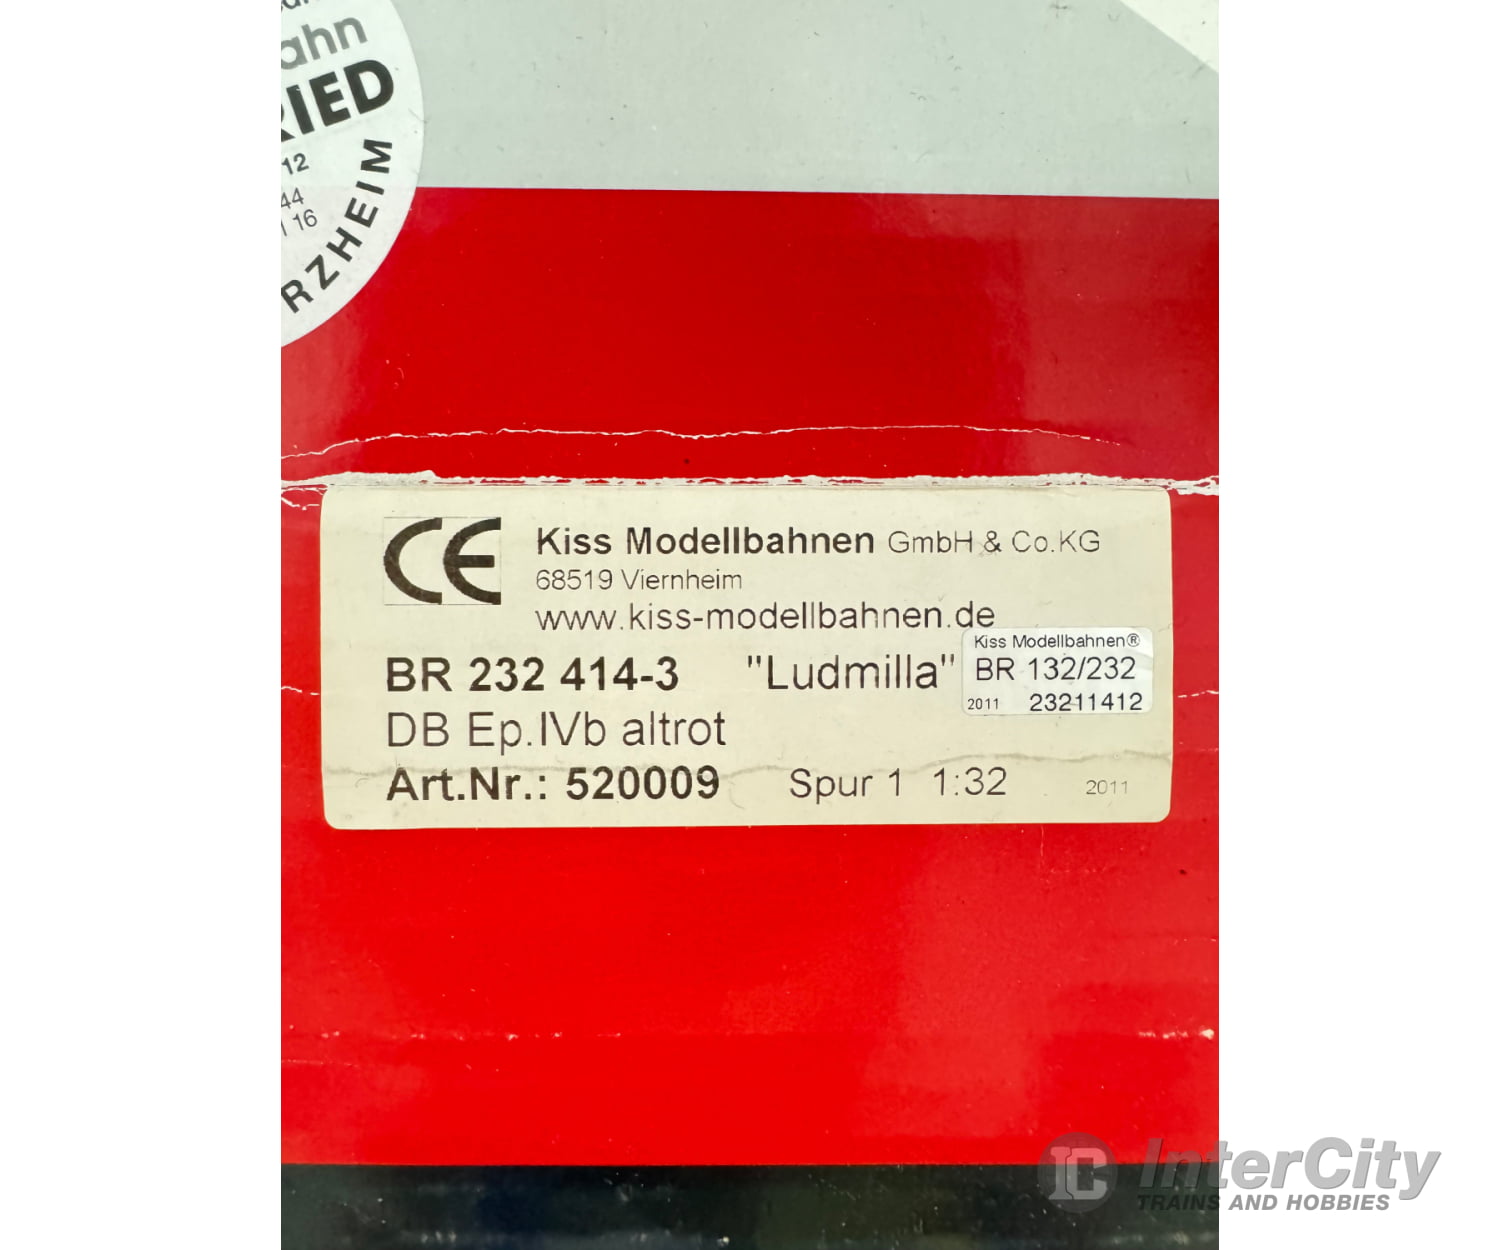 ahn
RIED
12
44
16
RZHEIM
CE
Kiss Modellbahnen GmbH & Co.KG
68519 Viernheim
www.kiss-modellbahnen.de
BR 232 414-3 "Ludmilla"
Kiss Modellbahnen®
BR 132/232
2011 23211412
DB Ep.IVb altrot
Art.Nr.: 520009 Spur 1 1:32 2011
IC InterCity
TRAINS AND HOBBIES